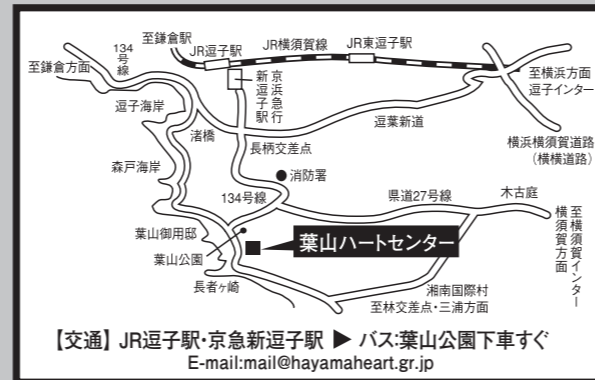 至鎌倉駅
134号線
JR逗子駅
JR横須賀線
JR東逗子駅
至鎌倉方面
京浜急行
新逗子駅
至横浜方面
逗子インター
逗子海岸
渚橋
逗葉新道
長柄交差点
横浜横須賀道路
(横横道路)
森戸海岸
消防署
134号線
県道27号線
木古庭
至横須賀インター
横須賀方面
葉山御用邸
葉山公園
葉山ハートセンター
長者ヶ崎
湘南国際村
至林交差点・三浦方面
【交通】JR逗子駅・京急新逗子駅 ▶ バス:葉山公園下車すぐ
E-mail:mail@hayamaheart.gr.jp